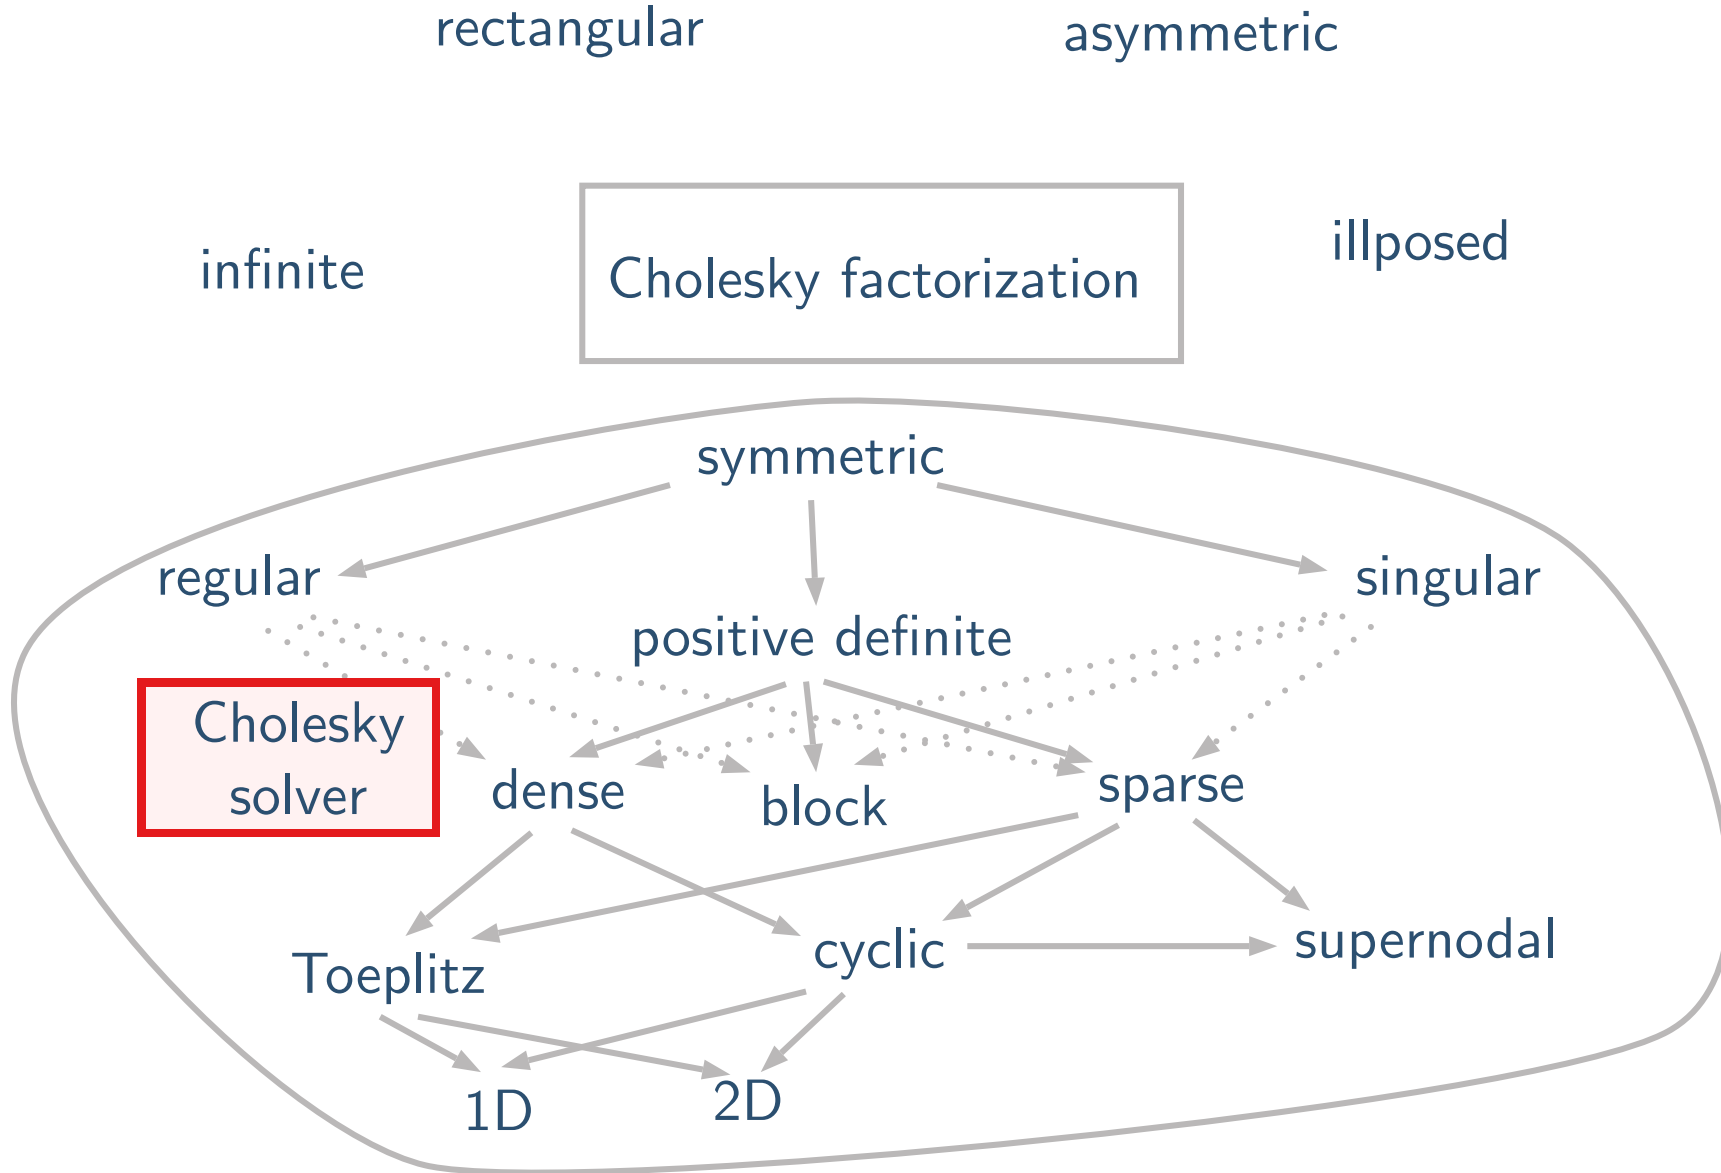 rectangular
asymmetric
infinite
Cholesky factorization
illposed
symmetric
regular
singular
positive definite
Cholesky
solver
dense
block
sparse
Toeplitz
cyclic
supernodal
1D
2D